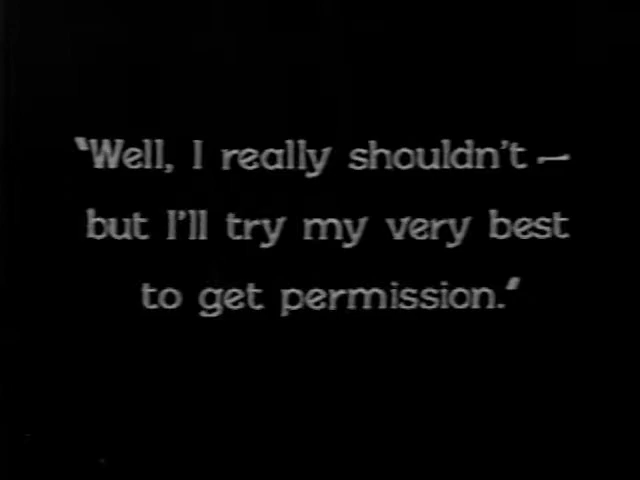 "Well, I really shouldn't —
but I'll try my very best
to get permission."